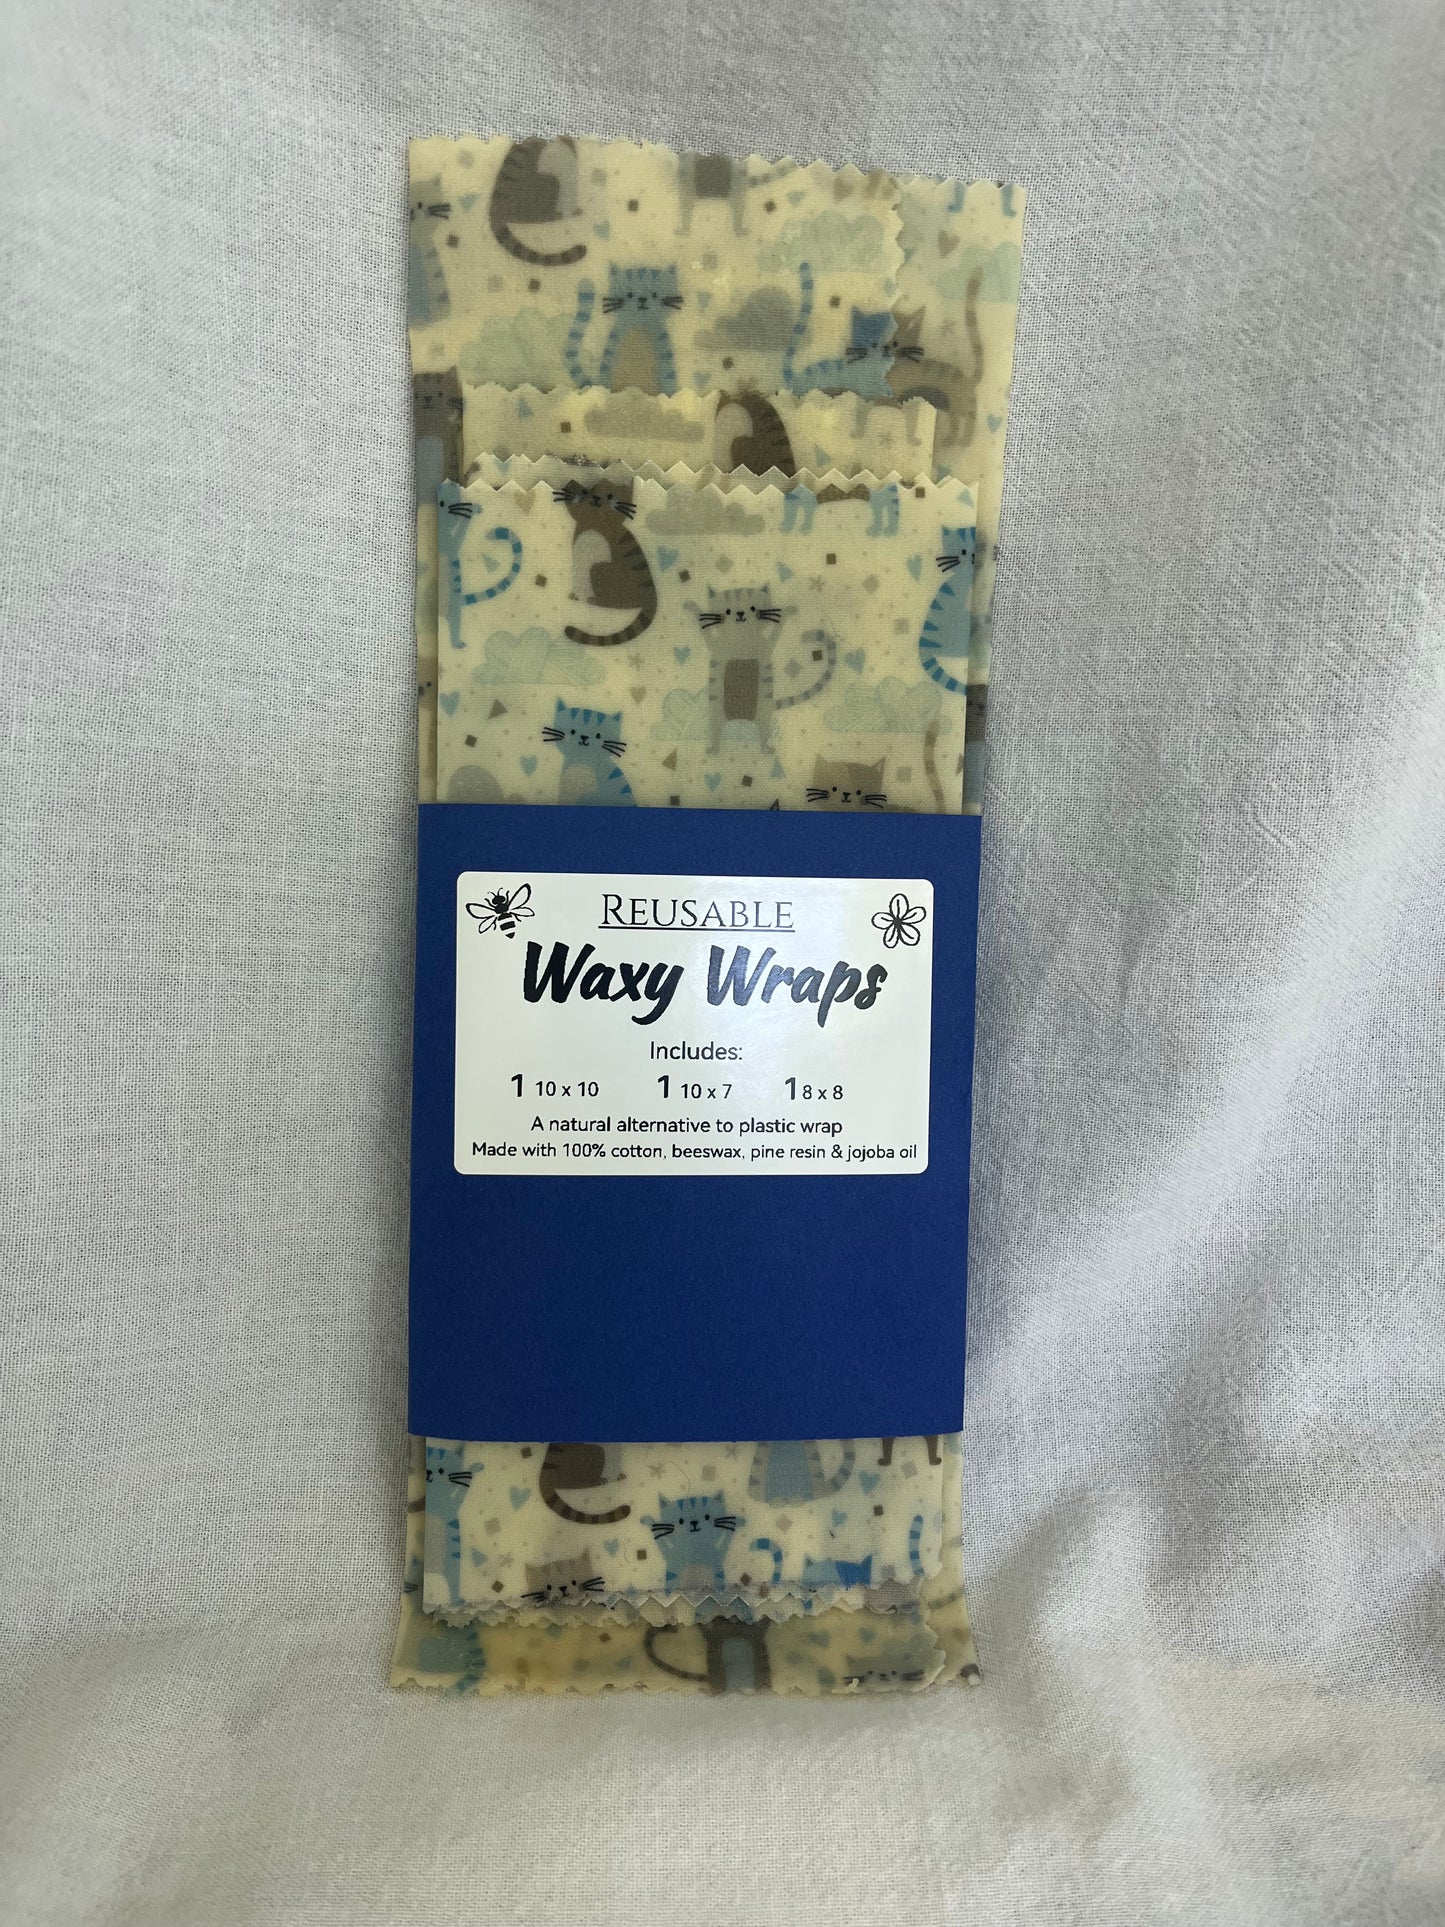 REUSABLE
Waxy Wraps
Includes:
1 10 x 10 1 10 x 7 1 8 x 8
A natural alternative to plastic wrap
Made with 100% cotton, beeswax, pine resin & jojoba oil